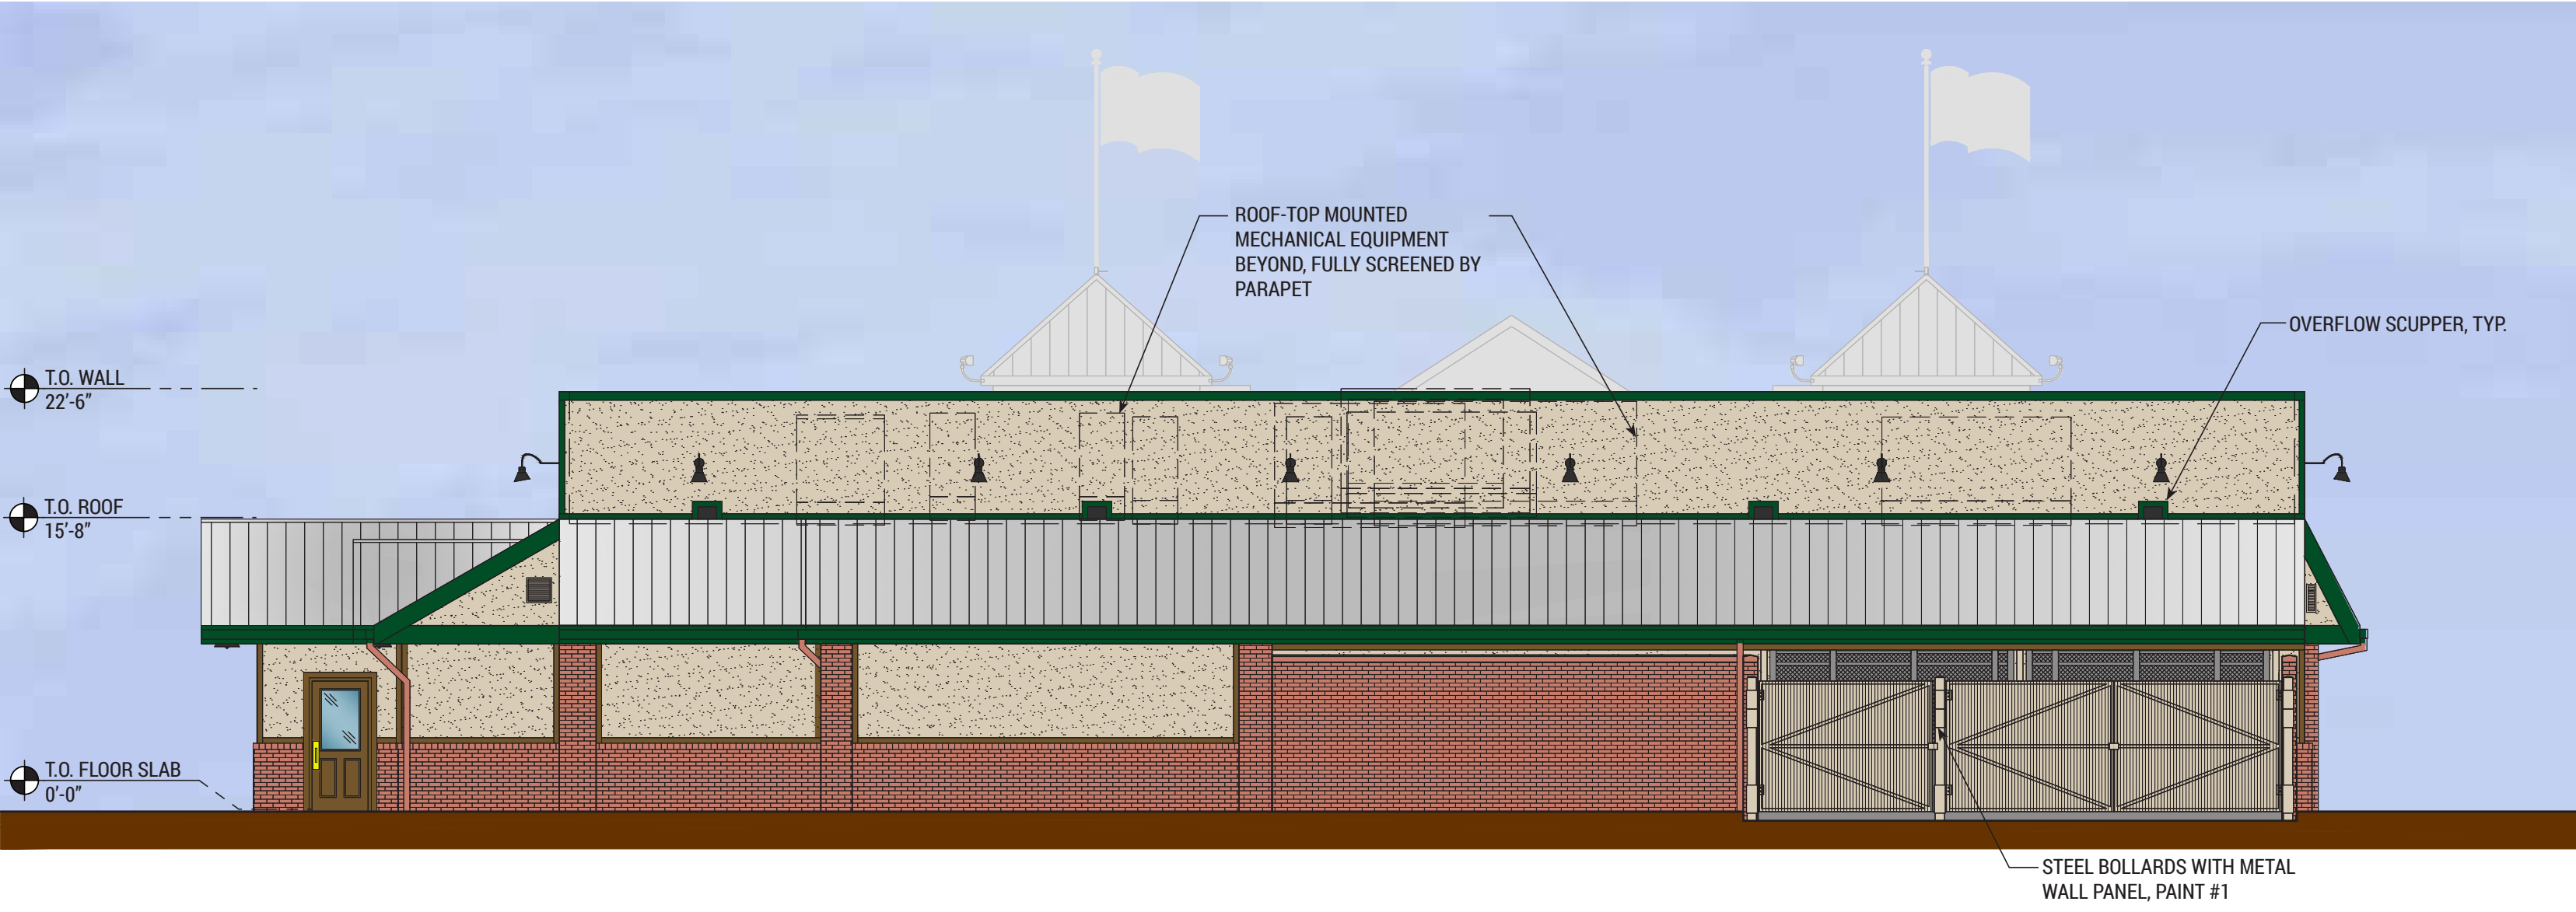 ROOF-TOP MOUNTED
MECHANICAL EQUIPMENT
BEYOND, FULLY SCREENED BY
PARAPET
OVERFLOW SCUPPER, TYP.
T.O. WALL
22'-6"
T.O. ROOF
15'-8"
T.O. FLOOR SLAB
0'-0"
STEEL BOLLARDS WITH METAL
WALL PANEL, PAINT #1